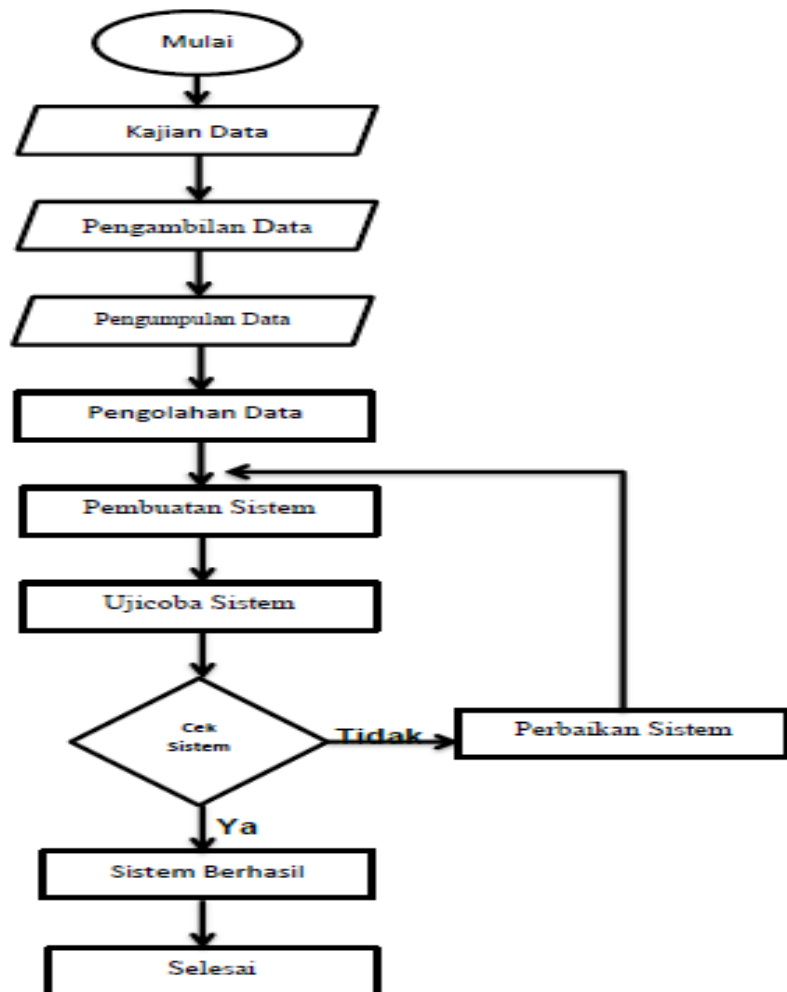 Mulai
Kajian Data
Pengambilan Data
Pengumpulan Data
Pengolahan Data
Pembuatan Sistem
Ujicoba Sistem
Cek
Sistem
Tidak
Perbaikan Sistem
Ya
Sistem Berhasil
Selesai